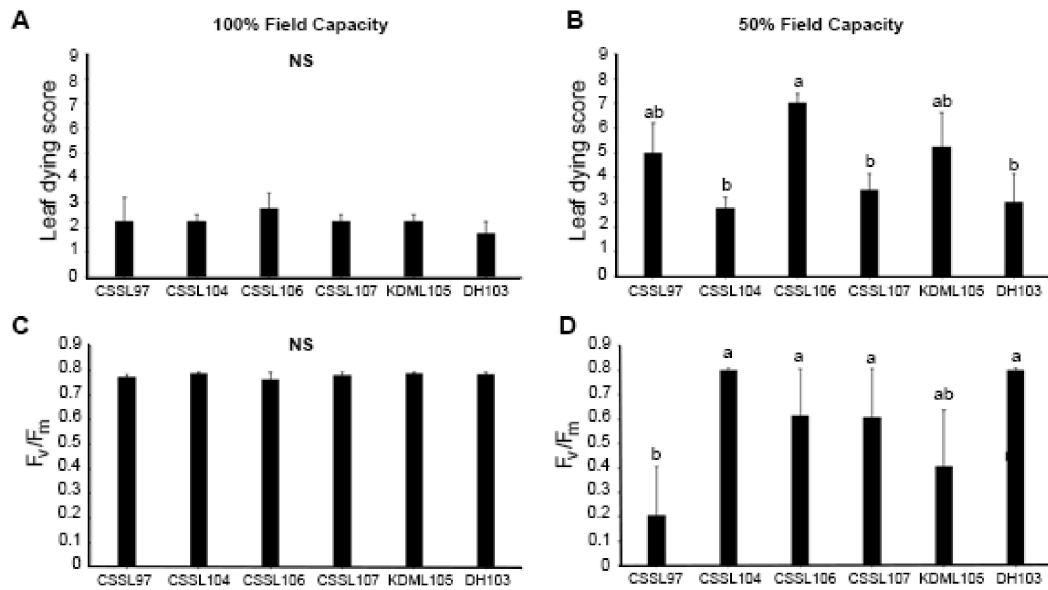 A
100% Field Capacity
NS
Leaf dying score
9
8
7
6
5
4
3
2
1
0
CSSL97 CSSL104 CSSL106 CSSL107 KDML105 DH103
B
50% Field Capacity
Leaf dying score
9
8
7
6
5
4
3
2
1
0
ab b a b ab b
CSSL97 CSSL104 CSSL106 CSSL107 KDML105 DH103
C
NS
Fv/Fm
0.9
0.8
0.7
0.6
0.5
0.4
0.3
0.2
0.1
0
CSSL97 CSSL104 CSSL106 CSSL107 KDML105 DH103
D
Fv/Fm
0.9
0.8
0.7
0.6
0.5
0.4
0.3
0.2
0.1
0
b a a a ab a
CSSL97 CSSL104 CSSL106 CSSL107 KDML105 DH103